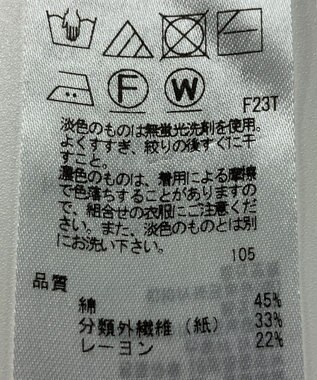 F
W
F23T
淡色のものは無蛍光洗剤を使用。
よくすすぎ、絞りの後すぐに干
すこと。
濃色のものは、着用による摩擦
で色落ちすることがありますの
で、組合せの衣服にご注意くださ
い。また、淡色のものとは別
にお洗い下さい。
105
品質
綿 45%
分類外繊維（紙） 33%
レーヨン 22%